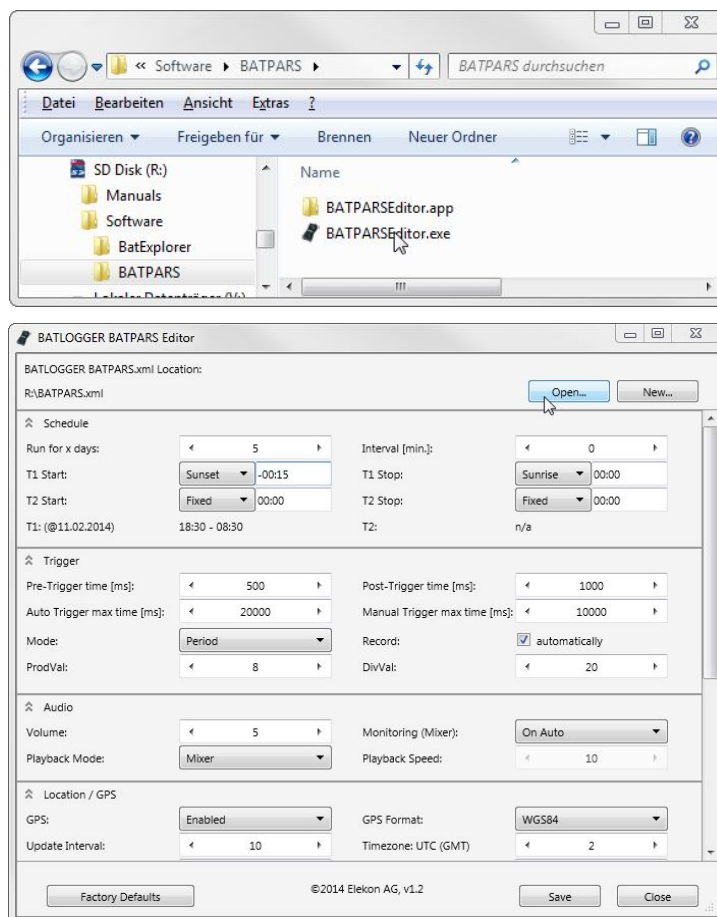 « Software BATPARS
BATPARS durchsuchen
Datei Bearbeiten Ansicht Extras ?
Organisieren Freigeben für Brennen Neuer Ordner
SD Disk (R:)
Manuals
Software
BatExplorer
BATPARS
Lokaler Datenträger (V:)
Name
BATPARSEditor.app
BATPARSEditor.exe
BATLOGGER BATPARS Editor
BATLOGGER BATPARS.xml Location:
R:\BATPARS.xml
Open... New...
Schedule
Run for x days: 5 Interval [min.]: 0
T1 Start: Sunset -00:15 T1 Stop: Sunrise 00:00
T2 Start: Fixed 00:00 T2 Stop: Fixed 00:00
T1: (@11.02.2014) 18:30 - 08:30 T2: n/a
Trigger
Pre-Trigger time [ms]: 500 Post-Trigger time [ms]: 1000
Auto Trigger max time [ms]: 20000 Manual Trigger max time [ms]: 10000
Mode: Period Record: automatically
ProdVal: 8 DivVal: 20
Audio
Volume: 5 Monitoring (Mixer): On Auto
Playback Mode: Mixer Playback Speed: 10
Location / GPS
GPS: Enabled GPS Format: WGS84
Update Interval: 10 Timezone: UTC (GMT) 2
Factory Defaults ©2014 Elekon AG, v1.2 Save Close